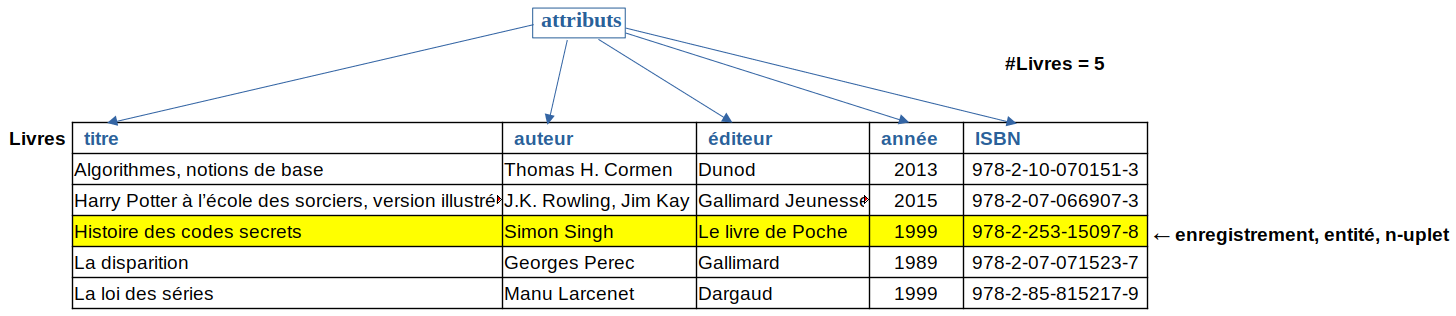 attributs
#Livres = 5
Livres titre auteur éditeur année ISBN
Algorithmes, notions de base Thomas H. Cormen Dunod 2013 978-2-10-070151-3
Harry Potter à l’école des sorciers, version illustré J.K. Rowling, Jim Kay Gallimard Jeunesse 2015 978-2-07-066907-3
Histoire des codes secrets Simon Singh Le livre de Poche 1999 978-2-253-15097-8 ←enregistrement, entité, n-uplet
La disparition Georges Perec Gallimard 1989 978-2-07-071523-7
La loi des séries Manu Larcenet Dargaud 1999 978-2-85-815217-9